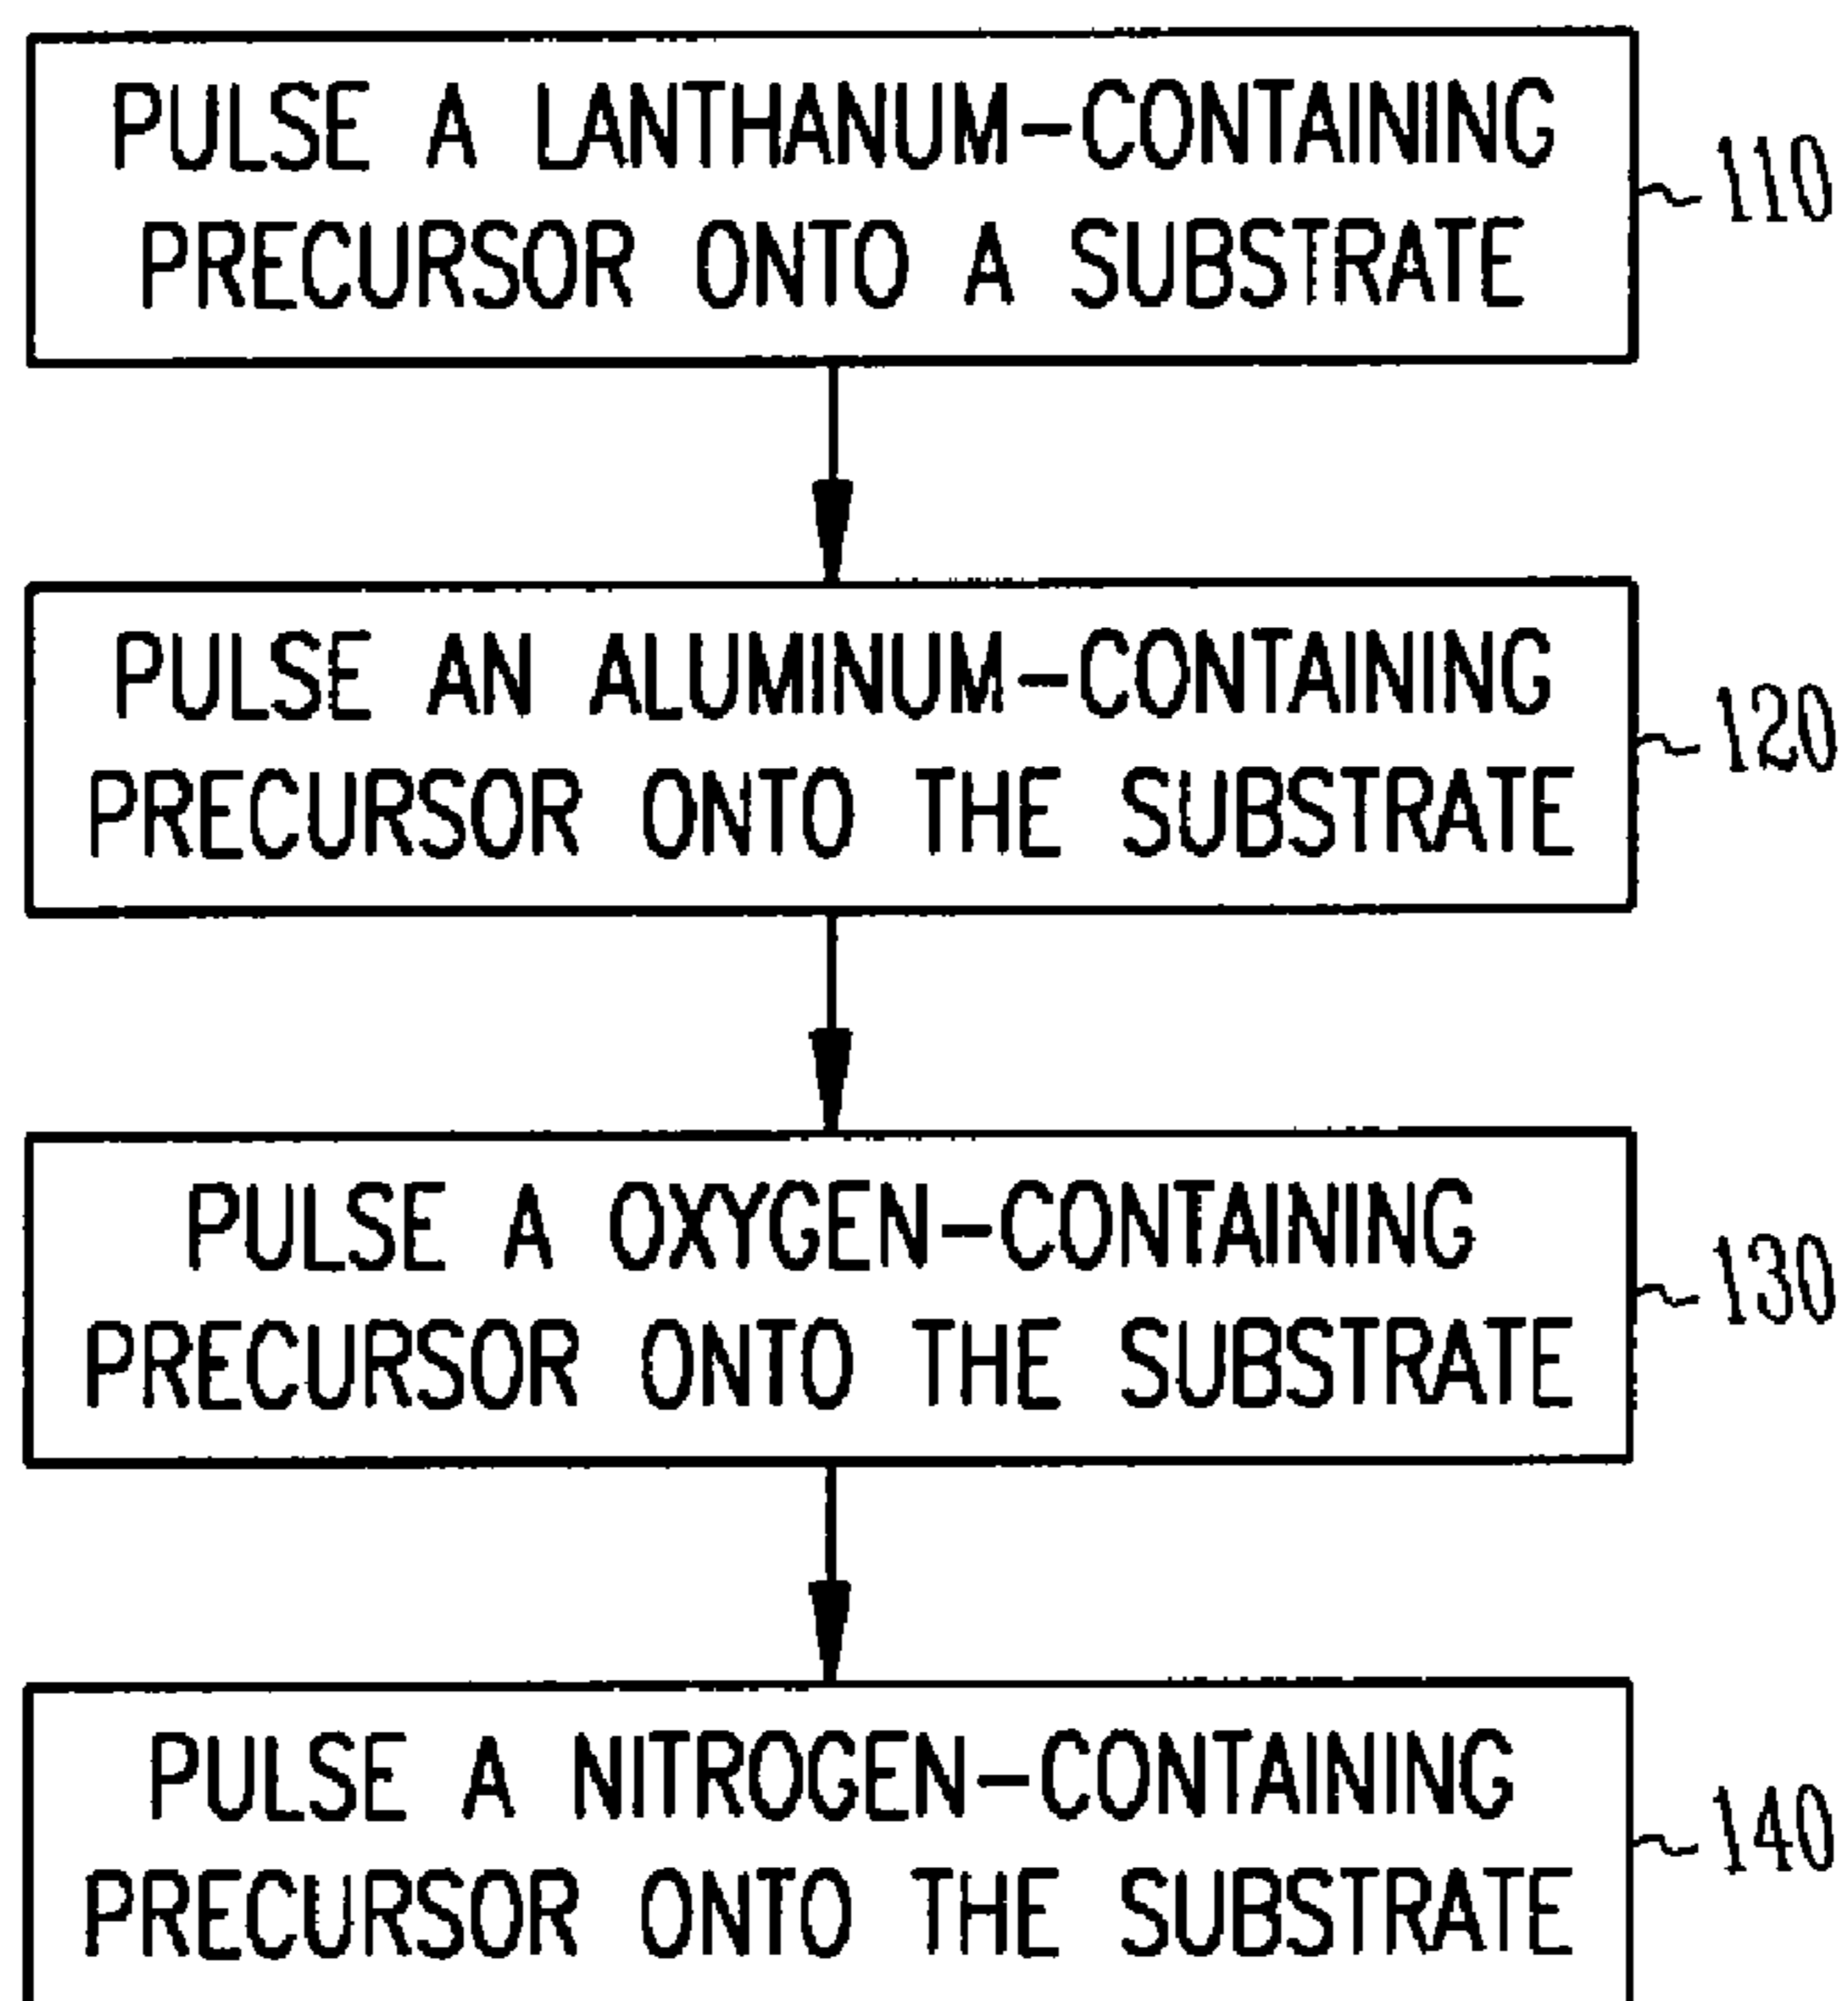 PULSE A LANTHANUM-CONTAINING
PRECURSOR ONTO A SUBSTRATE
110
PULSE AN ALUMINUM-CONTAINING
PRECURSOR ONTO THE SUBSTRATE
120
PULSE A OXYGEN-CONTAINING
PRECURSOR ONTO THE SUBSTRATE
130
PULSE A NITROGEN-CONTAINING
PRECURSOR ONTO THE SUBSTRATE
140